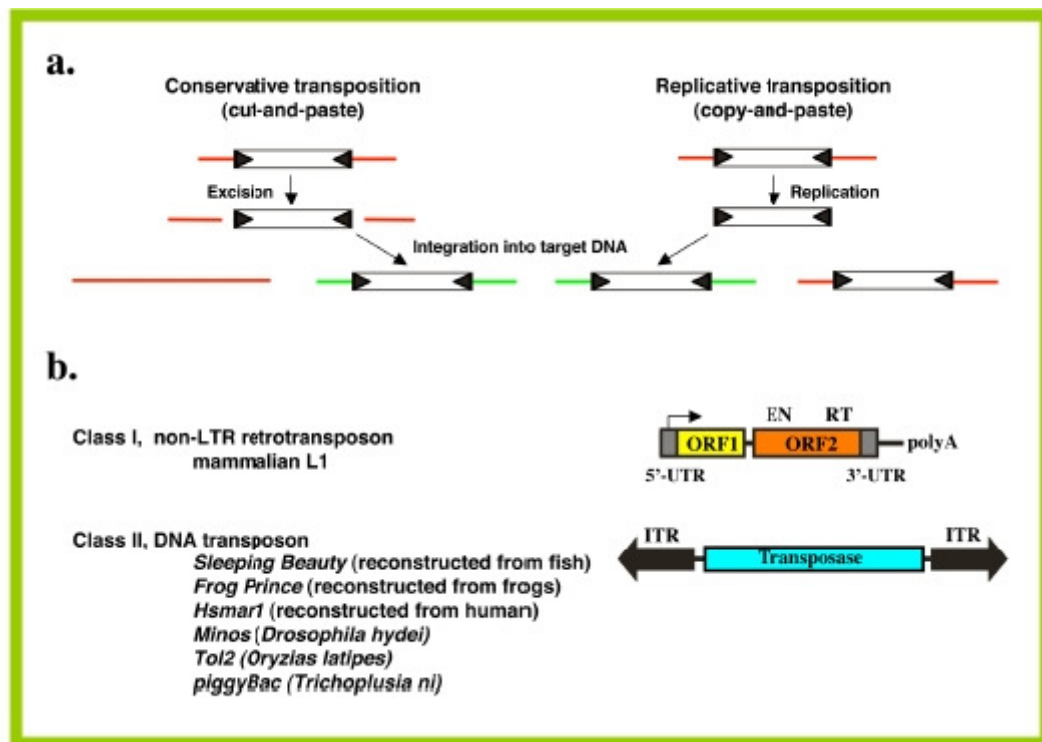 a.
Conservative transposition
(cut-and-paste)
Replicative transposition
(copy-and-paste)
Excision
Replication
Integration into target DNA
b.
Class I, non-LTR retrotransposon
mammalian L1
EN RT
ORF1 ORF2 polyA
5'-UTR 3'-UTR
Class II, DNA transposon
Sleeping Beauty (reconstructed from fish)
Frog Prince (reconstructed from frogs)
Hsmar1 (reconstructed from human)
Minos (Drosophila hydei)
Tol2 (Oryzias latipes)
piggyBac (Trichoplusia ni)
ITR ITR
Transposase